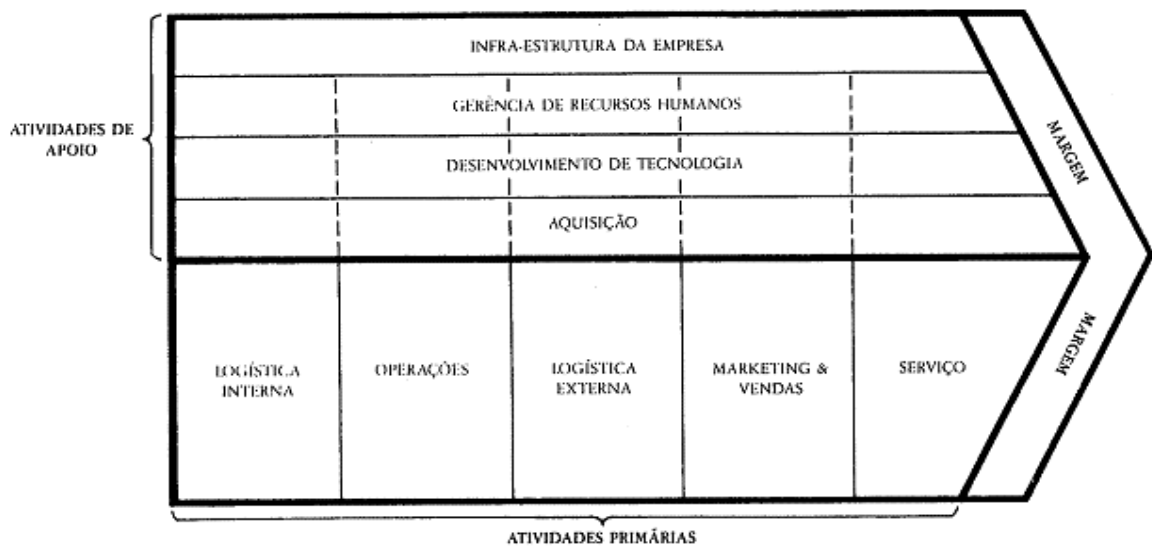 INFRA-ESTRUTURA DA EMPRESA
GERÊNCIA DE RECURSOS HUMANOS
ATIVIDADES DE
APOIO
DESENVOLVIMENTO DE TECNOLOGIA
AQUISIÇÃO
MARGEM
MARGEM
LOGÍSTICA
INTERNA
OPERAÇÕES
LOGÍSTICA
EXTERNA
MARKETING &
VENDAS
SERVIÇO
ATIVIDADES PRIMÁRIAS